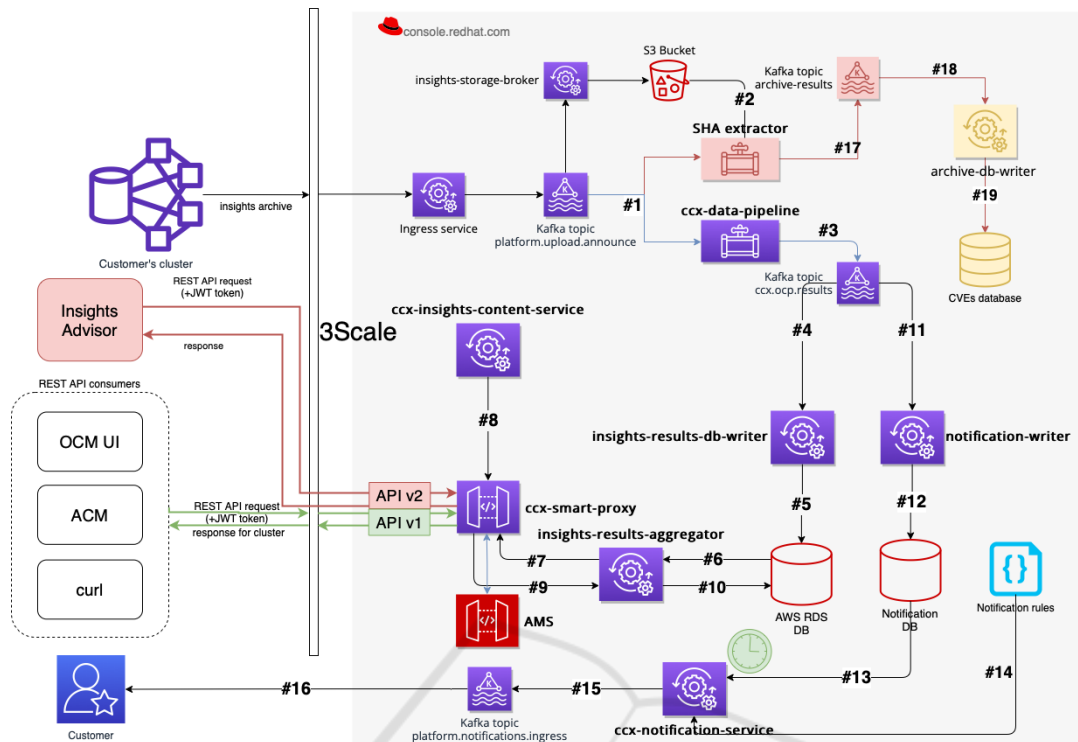 console.redhat.com
S3 Bucket
insights-storage-broker
Kafka topic
archive-results
#18
#2
SHA extractor
#17
archive-db-writer
#19
CVEs database
insights archive
Customer's cluster
Ingress service
Kafka topic
platform.upload.announce
#1
ccx-data-pipeline
#3
Kafka topic
ccx.ocp.results
REST API request
(+JWT token)
Insights
Advisor
response
3Scale
ccx-insights-content-service
#4
#11
REST API consumers
#8
OCM UI
insights-results-db-writer
notification-writer
API v2
ACM
REST API request
(+JWT token)
response for cluster
API v1
ccx-smart-proxy
#5
#12
insights-results-aggregator
#7
#6
#9
#10
curl
AMS
AWS RDS
DB
Notification
DB
Notification rules
#13
#14
#16
#15
Customer
Kafka topic
platform.notifications.ingress
ccx-notification-service